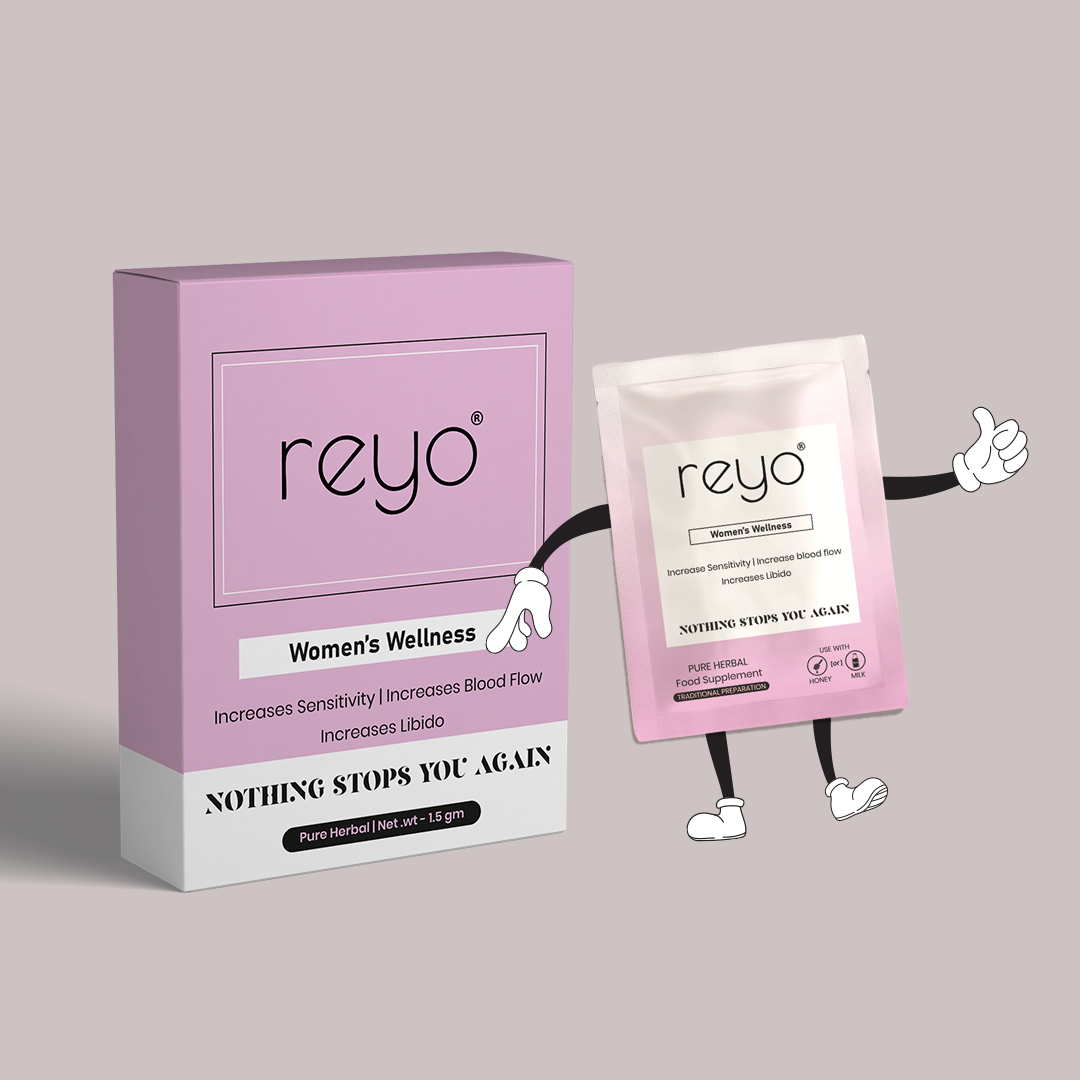 reyo®
Women's Wellness
Increases Sensitivity | Increases Blood Flow
Increases Libido
NOTHING STOPS YOU AGAIN
Pure Herbal | Net .wt - 1.5 gm
reyo®
Women's Wellness
Increase Sensitivity | Increase blood flow
Increases Libido
NOTHING STOPS YOU AGAIN
PURE HERBAL
Food Supplement
TRADITIONAL PREPARATION
USE WITH
[or]
HONEY MILK